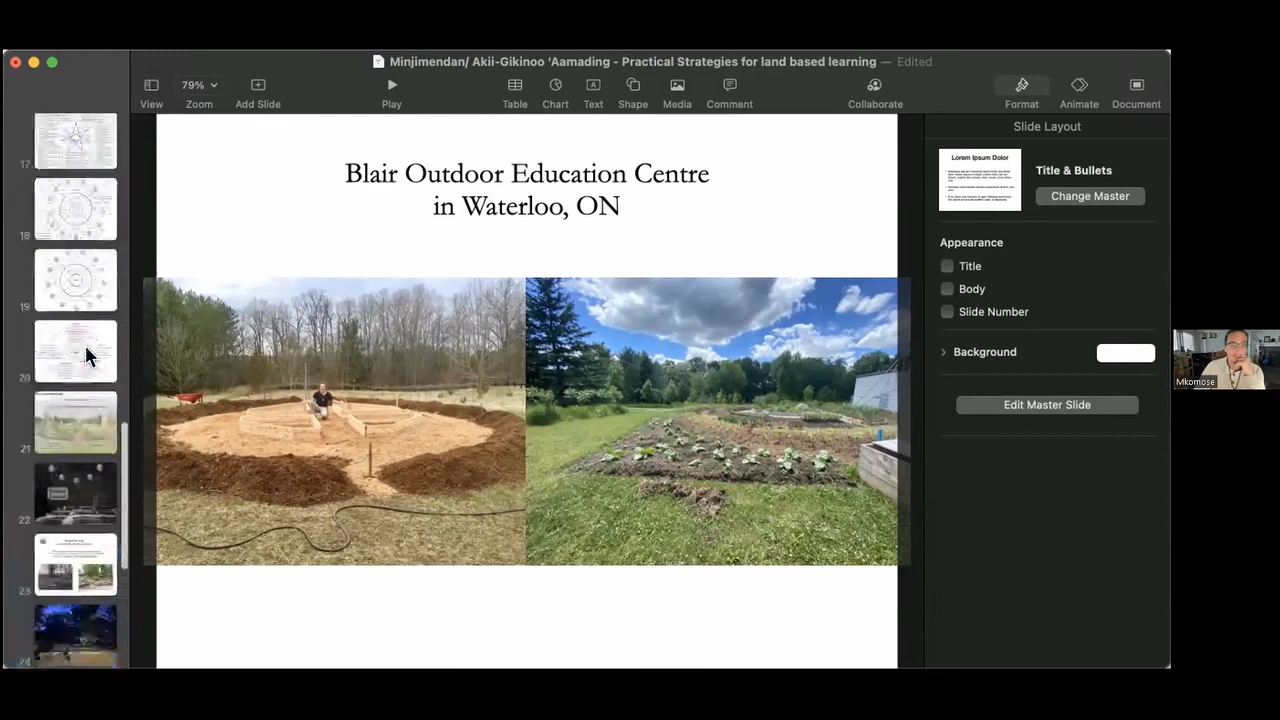 Minjimendan/ Akii-Gikinoo 'Aamading - Practical Strategies for land based learning — Edited
View
79%
Zoom
Add Slide
Play
Table
Chart
Text
Shape
Media
Comment
Collaborate
Format
Animate
Document
17
18
19
20
21
22
23
Blair Outdoor Education Centre
in Waterloo, ON
Slide Layout
Lorem Ipsum Dolor
Title & Bullets
Change Master
Appearance
Title
Body
Slide Number
Background
Edit Master Slide
Mkomose